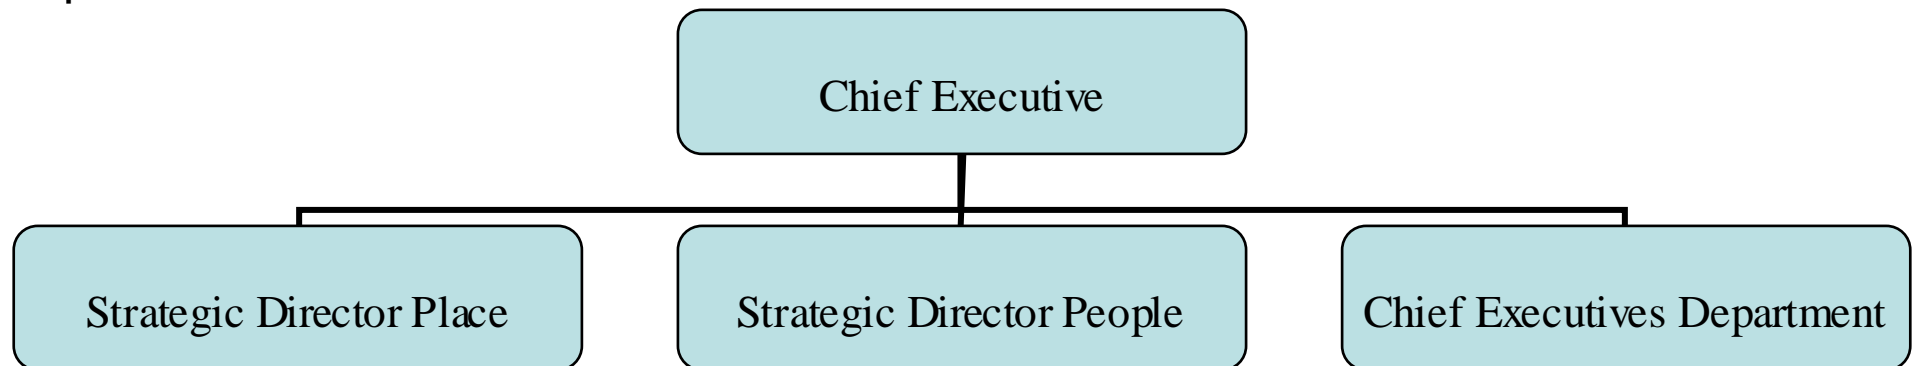 Chief Executive
Strategic Director Place
Strategic Director People
Chief Executives Department